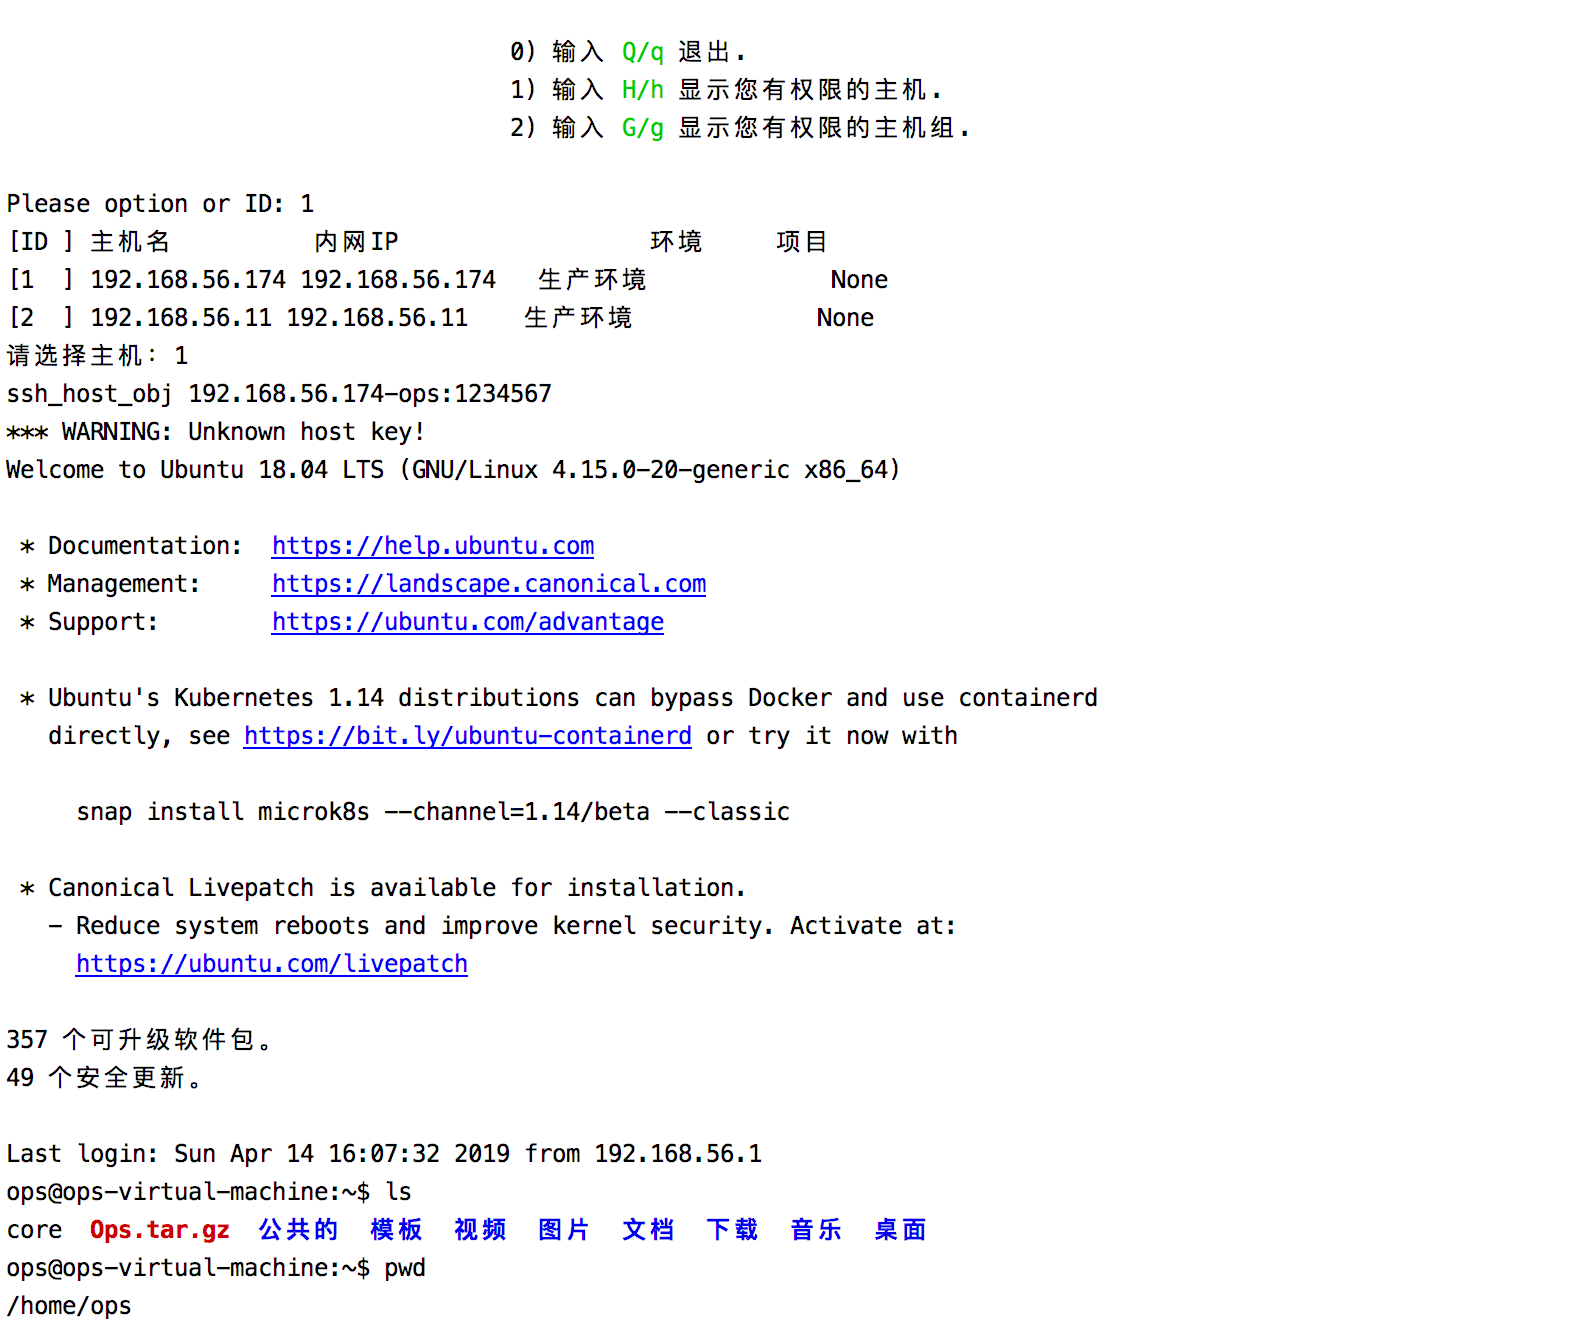 0) 输入 Q/q 退出.
1) 输入 H/h 显示您有权限的主机.
2) 输入 G/g 显示您有权限的主机组.
Please option or ID: 1
[ID ] 主机名 内网IP 环境 项目
[1  ] 192.168.56.174 192.168.56.174 生产环境 None
[2  ] 192.168.56.11 192.168.56.11 生产环境 None
请选择主机: 1
ssh_host_obj 192.168.56.174-ops:1234567
*** WARNING: Unknown host key!
Welcome to Ubuntu 18.04 LTS (GNU/Linux 4.15.0-20-generic x86_64)
* Documentation:  https://help.ubuntu.com
* Management:     https://landscape.canonical.com
* Support:        https://ubuntu.com/advantage
* Ubuntu's Kubernetes 1.14 distributions can bypass Docker and use containerd
directly, see https://bit.ly/ubuntu-containerd or try it now with
snap install microk8s --channel=1.14/beta --classic
* Canonical Livepatch is available for installation.
- Reduce system reboots and improve kernel security. Activate at:
https://ubuntu.com/livepatch
357 个可升级软件包。
49 个安全更新。
Last login: Sun Apr 14 16:07:32 2019 from 192.168.56.1
ops@ops-virtual-machine:~$ ls
core  Ops.tar.gz  公共的  模板  视频  图片  文档  下载  音乐  桌面
ops@ops-virtual-machine:~$ pwd
/home/ops